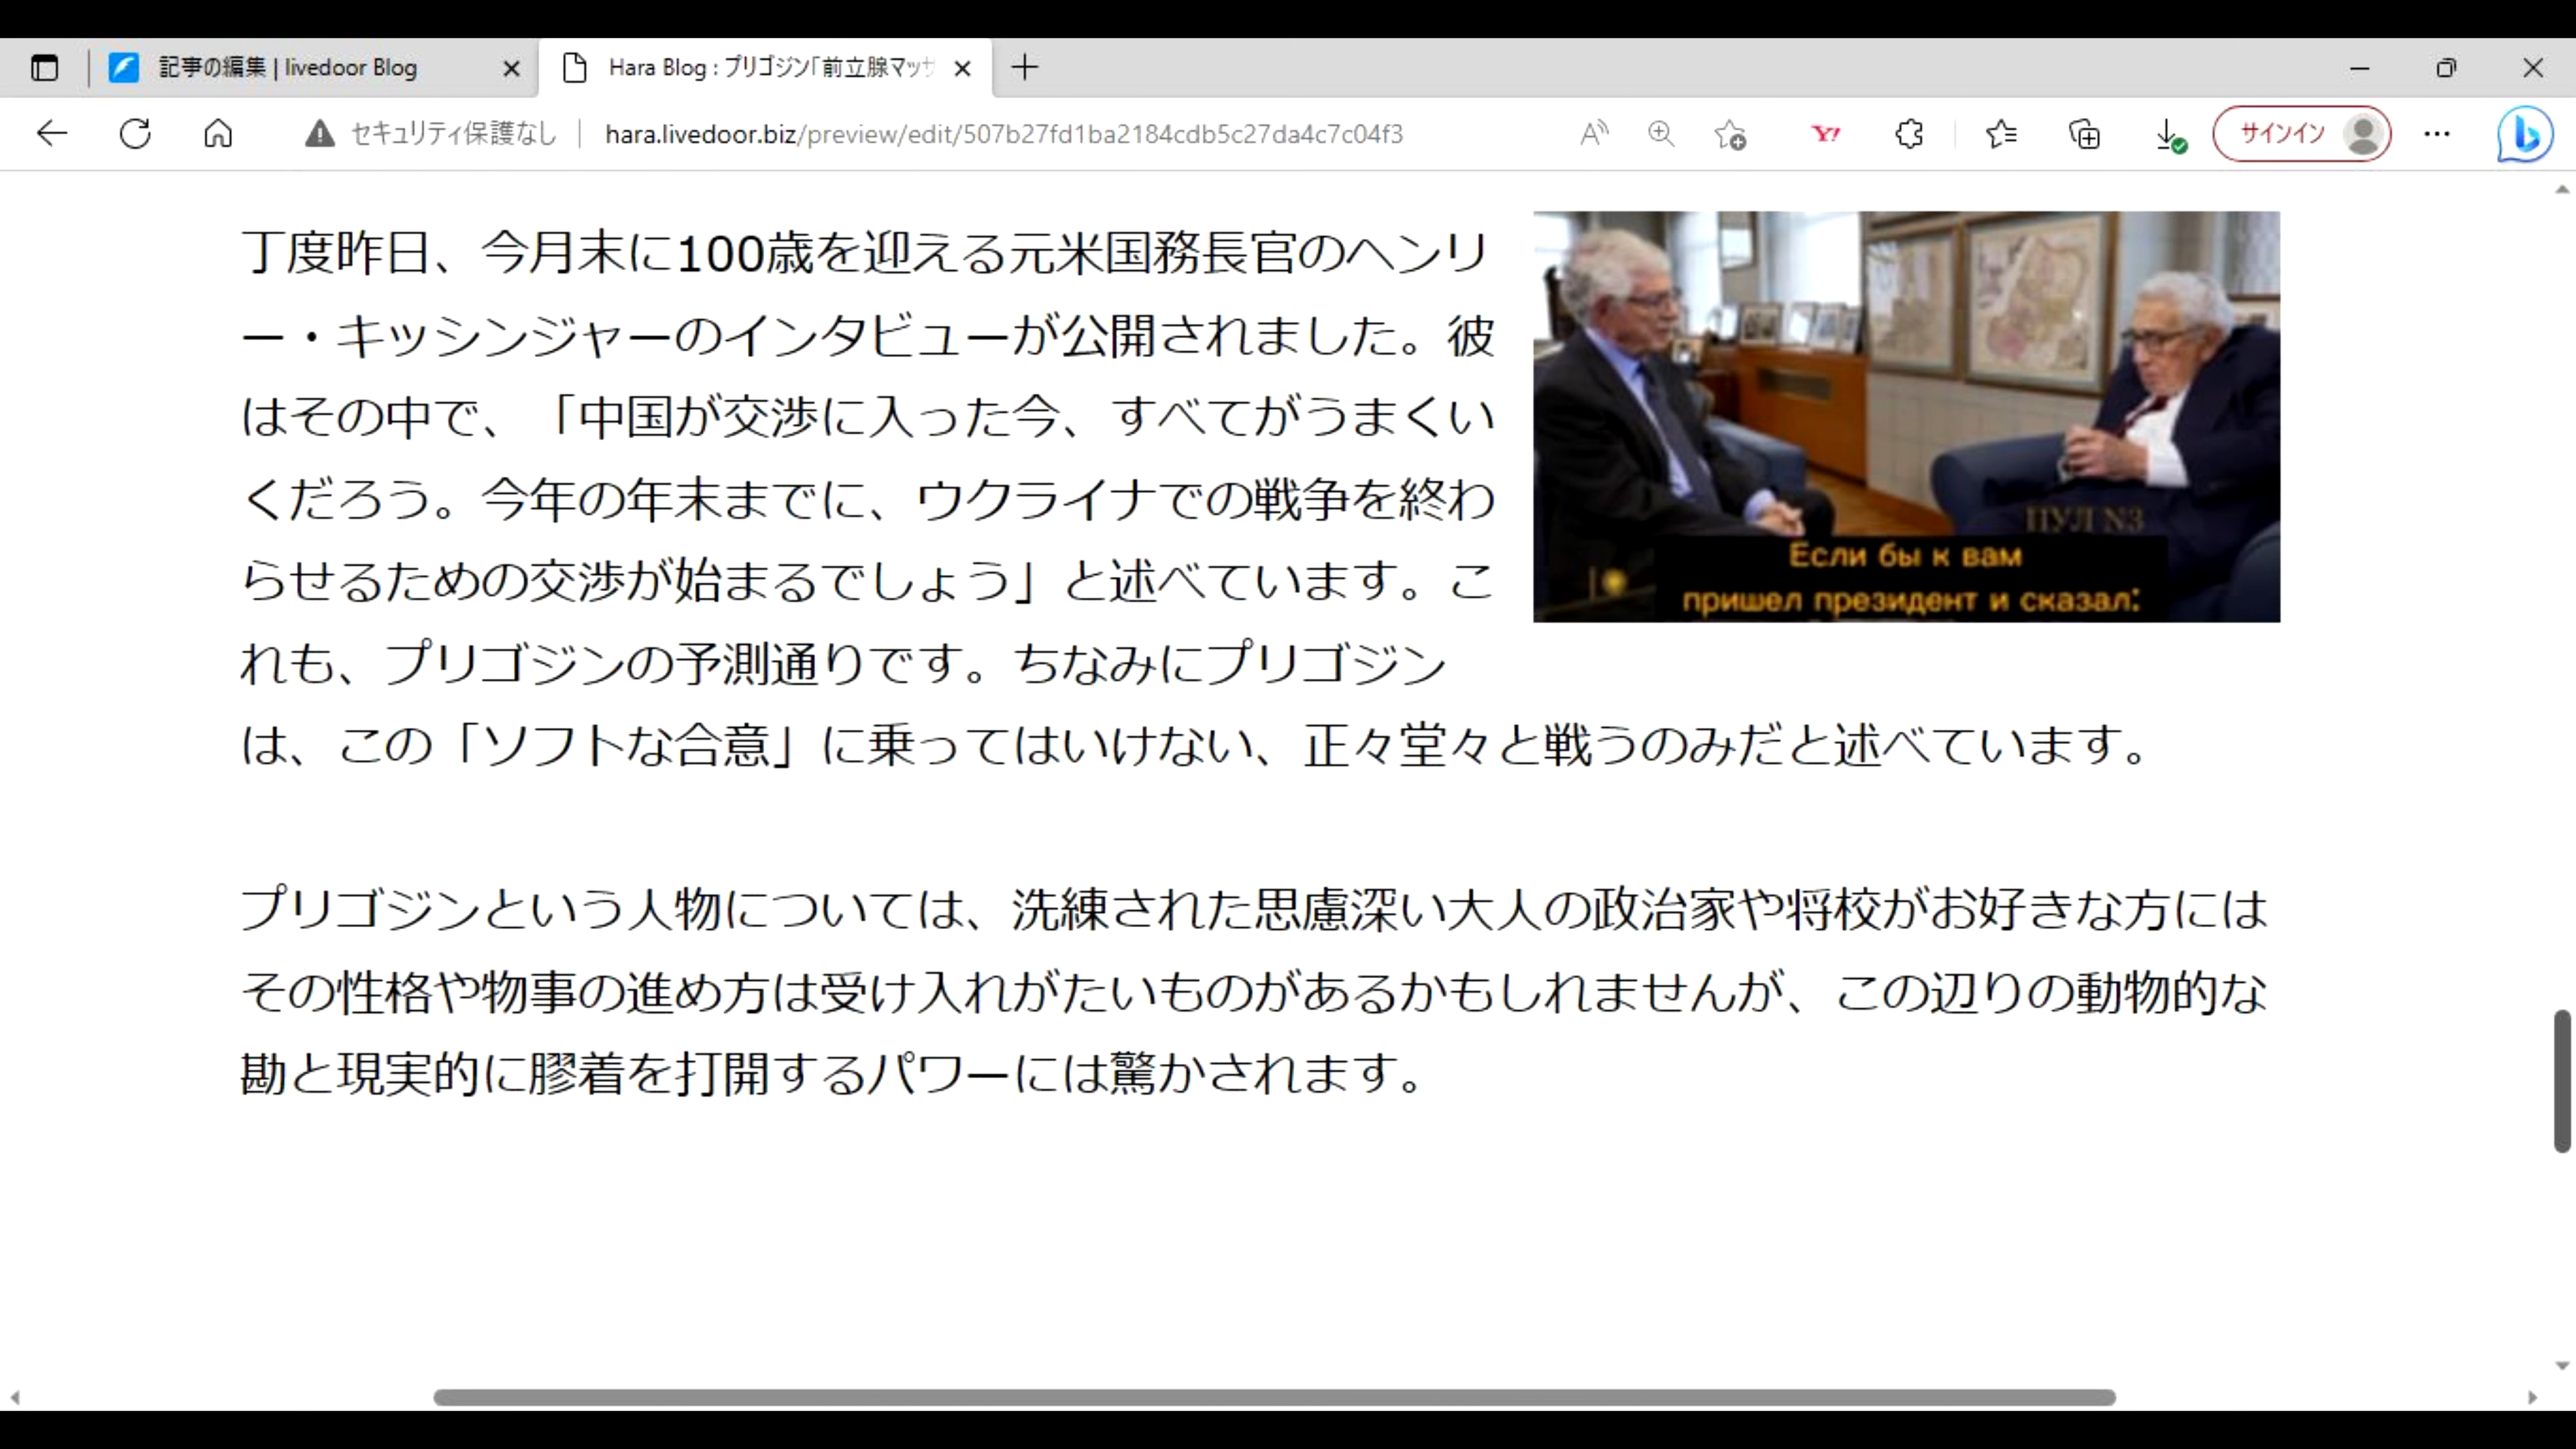 記事の編集 | livedoor Blog
Hara Blog : プリゴジン「前立腺マッサ
セキュリティ保護なし
hara.livedoor.biz/preview/edit/507b27fd1ba2184cdb5c27da4c7c04f3
サインイン
丁度昨日、今月末に100歳を迎える元米国務長官のヘンリ
ー・キッシンジャーのインタビューが公開されました。彼
はその中で、「中国が交渉に入った今、すべてがうまくい
くだろう。今年の年末までに、ウクライナでの戦争を終わ
らせるための交渉が始まるでしょう」と述べています。こ
れも、プリゴジンの予測通りです。ちなみにプリゴジン
は、この「ソフトな合意」に乗ってはいけない、正々堂々と戦うのみだと述べています。
ПУЛ N3
Если бы к вам
пришел президент и сказал:
プリゴジンという人物については、洗練された思慮深い大人の政治家や将校がお好きな方には
その性格や物事の進め方は受け入れがたいものがあるかもしれませんが、この辺りの動物的な
勘と現実的に膠着を打開するパワーには驚かされます。